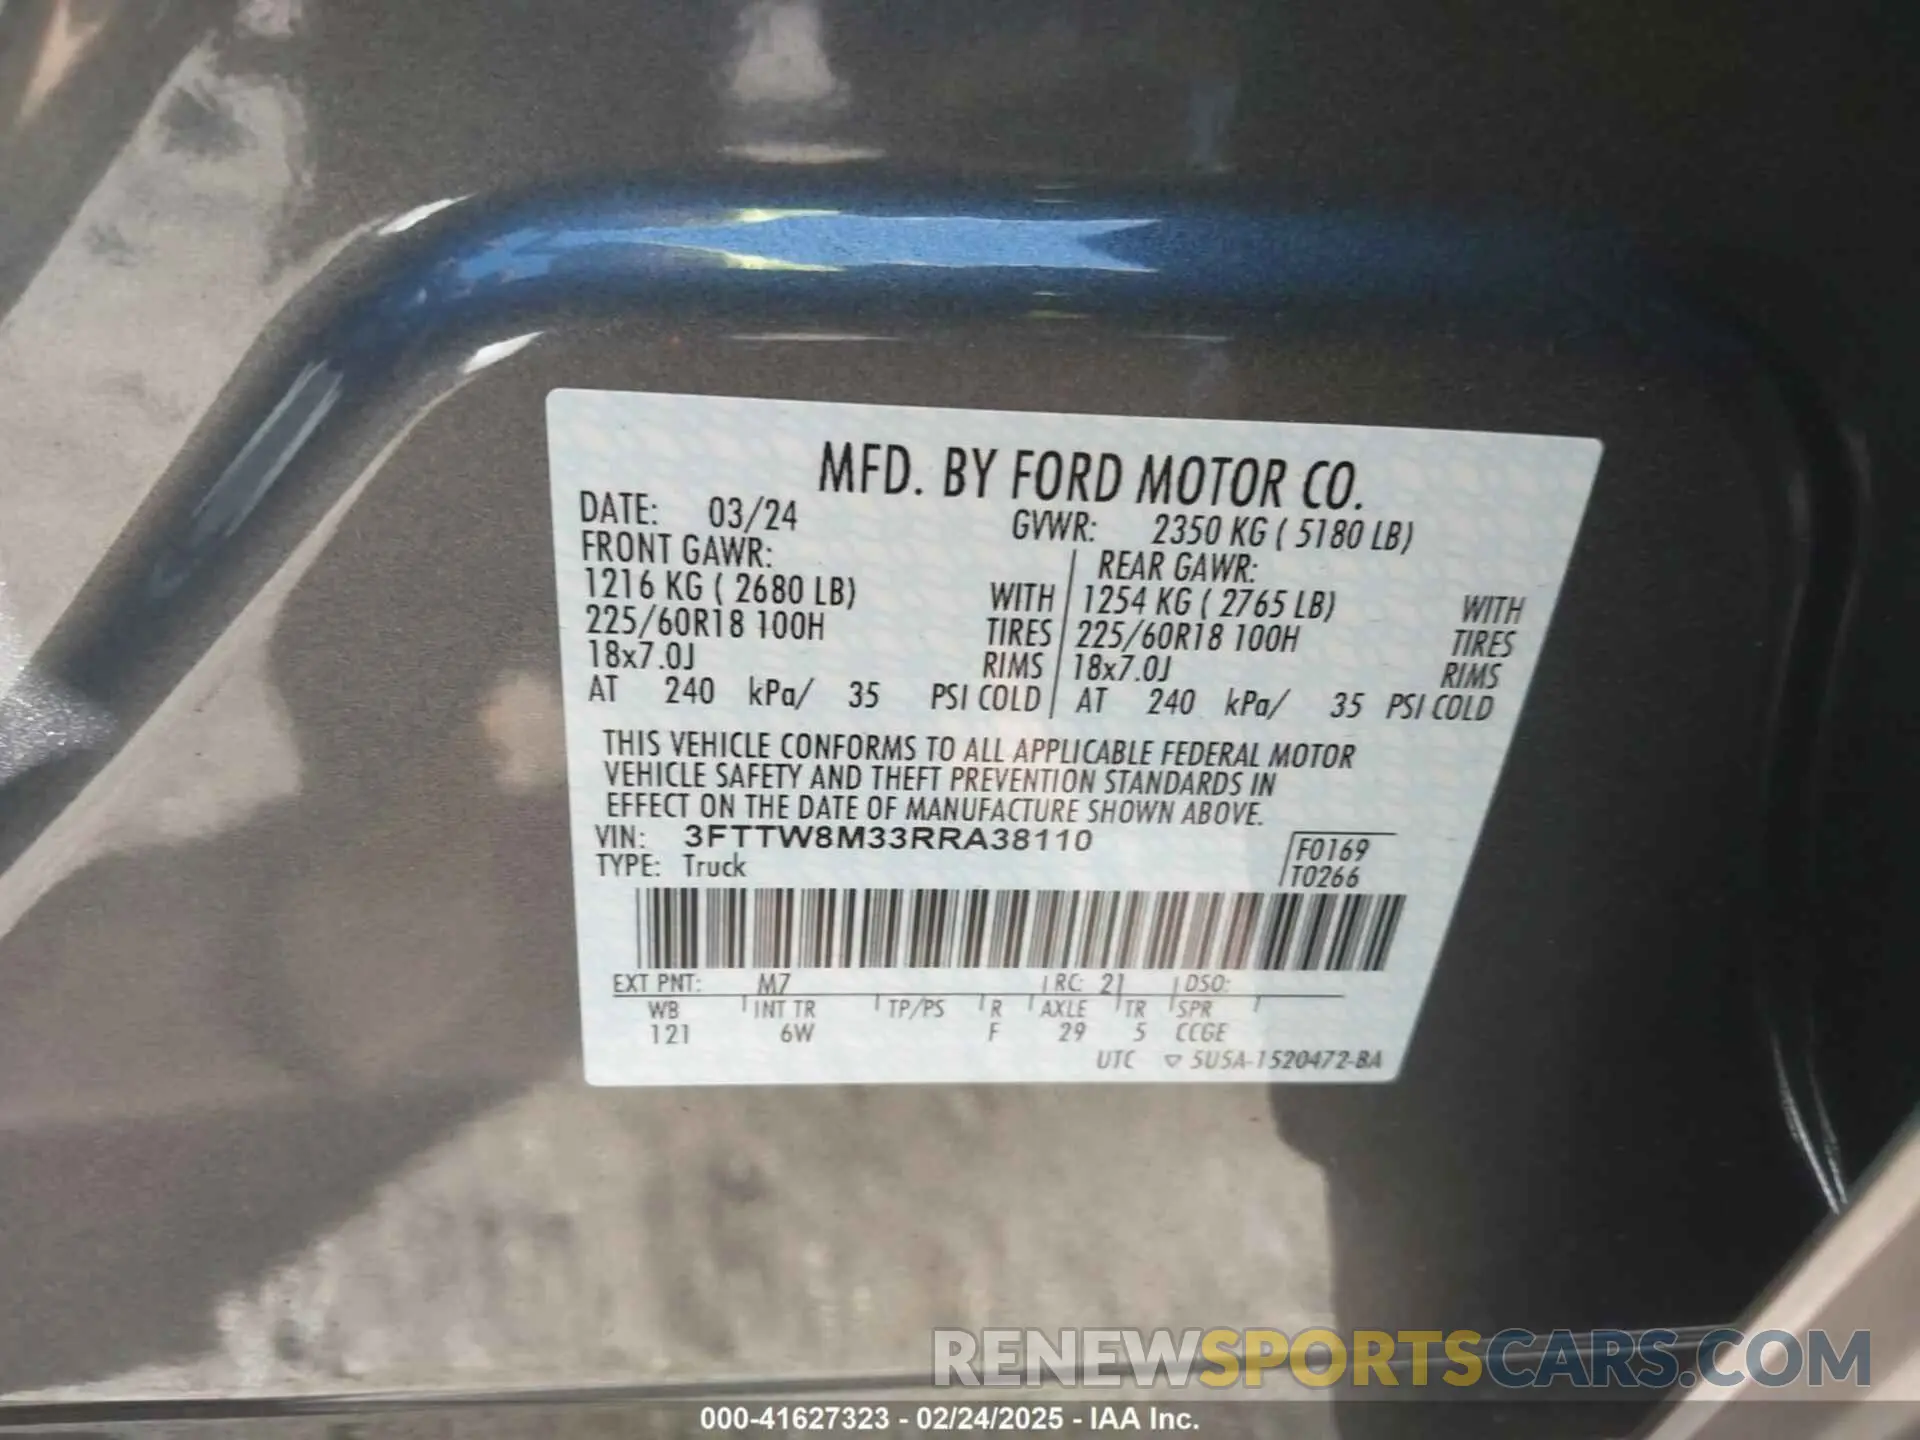 MFD. BY FORD MOTOR CO.
DATE: 03/24 GVWR: 2350 KG ( 5180 LB)
FRONT GAWR: REAR GAWR:
1216 KG ( 2680 LB) WITH 1254 KG ( 2765 LB) WITH
225/60R18 100H TIRES 225/60R18 100H TIRES
18x7.0J RIMS 18x7.0J RIMS
AT 240 kPa/ 35 PSI COLD AT 240 kPa/ 35 PSI COLD
THIS VEHICLE CONFORMS TO ALL APPLICABLE FEDERAL MOTOR
VEHICLE SAFETY AND THEFT PREVENTION STANDARDS IN
EFFECT ON THE DATE OF MANUFACTURE SHOWN ABOVE.
VIN: 3FTTW8M33RRA38110 F0169
TYPE: Truck T0266
EXT PNT: M7 RC: 21 DSO:
WB INT TR TP/PS R AXLE TR SPR
121 6W F 29 5 CCGE
UTC ▽ 5U5A-1520472-BA
RENEWSPORTSCARS.COM
000-41627323 - 02/24/2025 - IAA Inc.